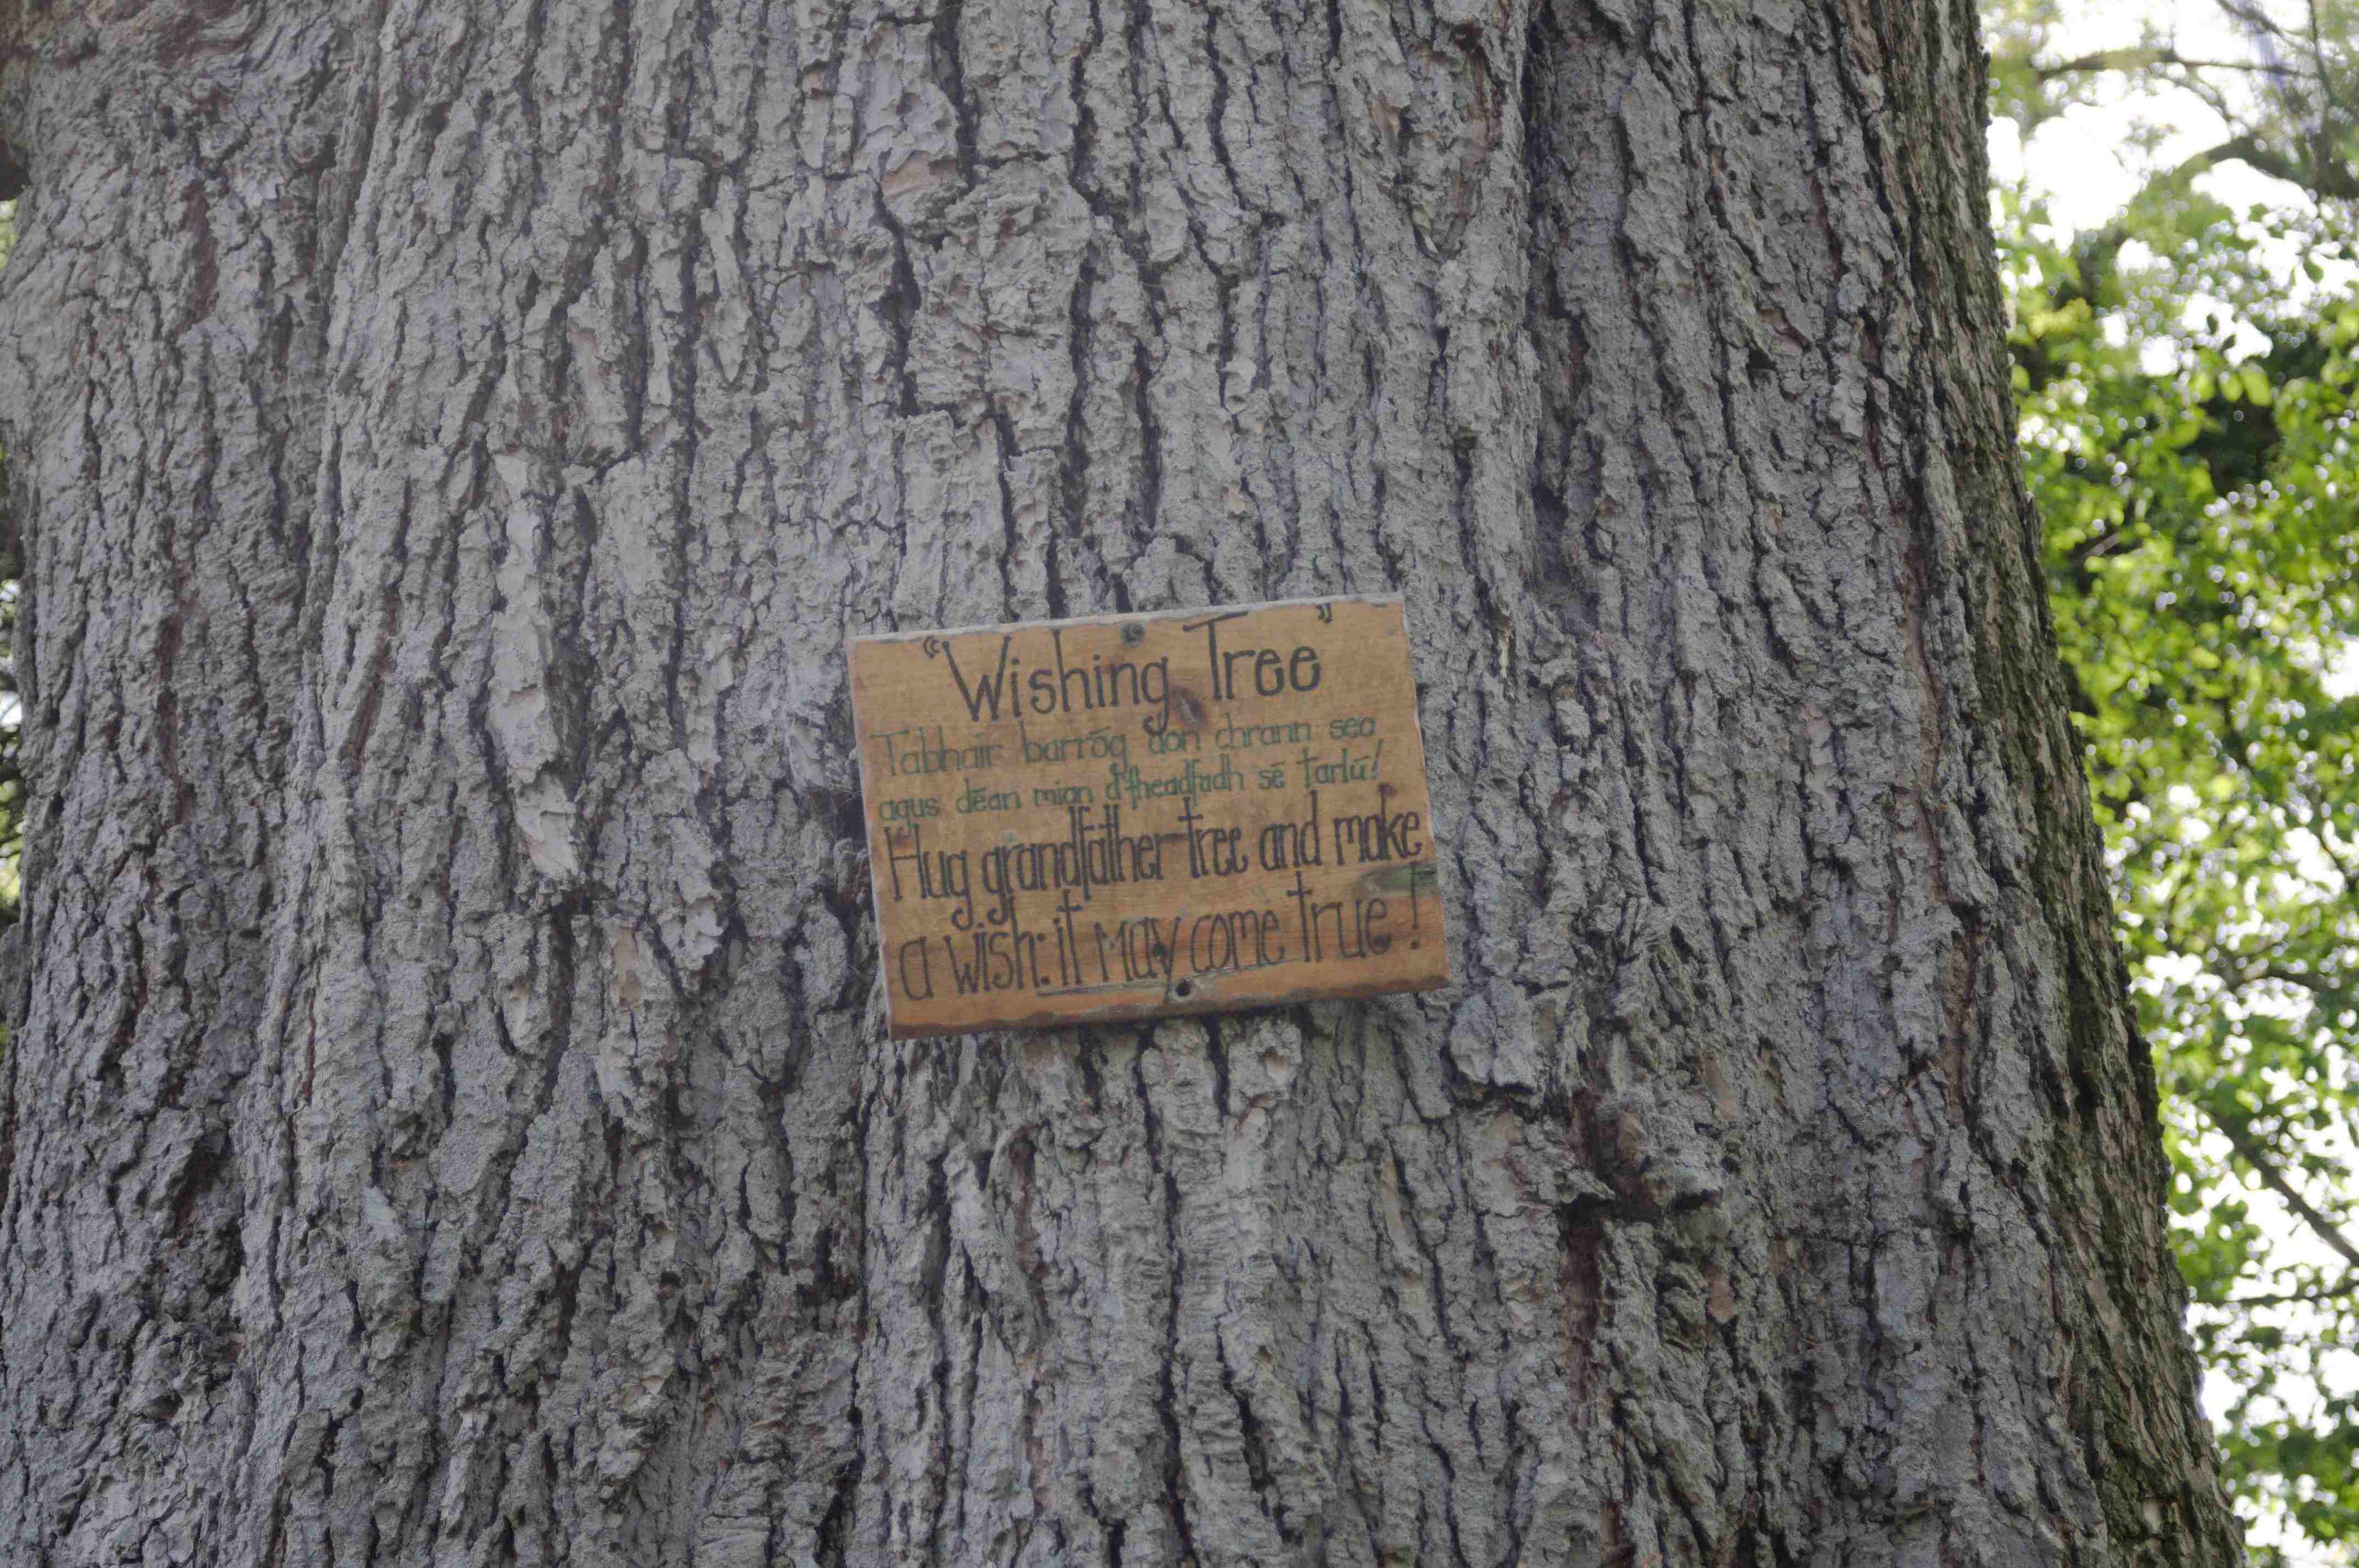 "Wishing Tree"
Tabhair barróg don chrann seo
agus déan mian d'fheadfadh sé tarlú!
Hug grandfather tree and make
a wish: it may come true!